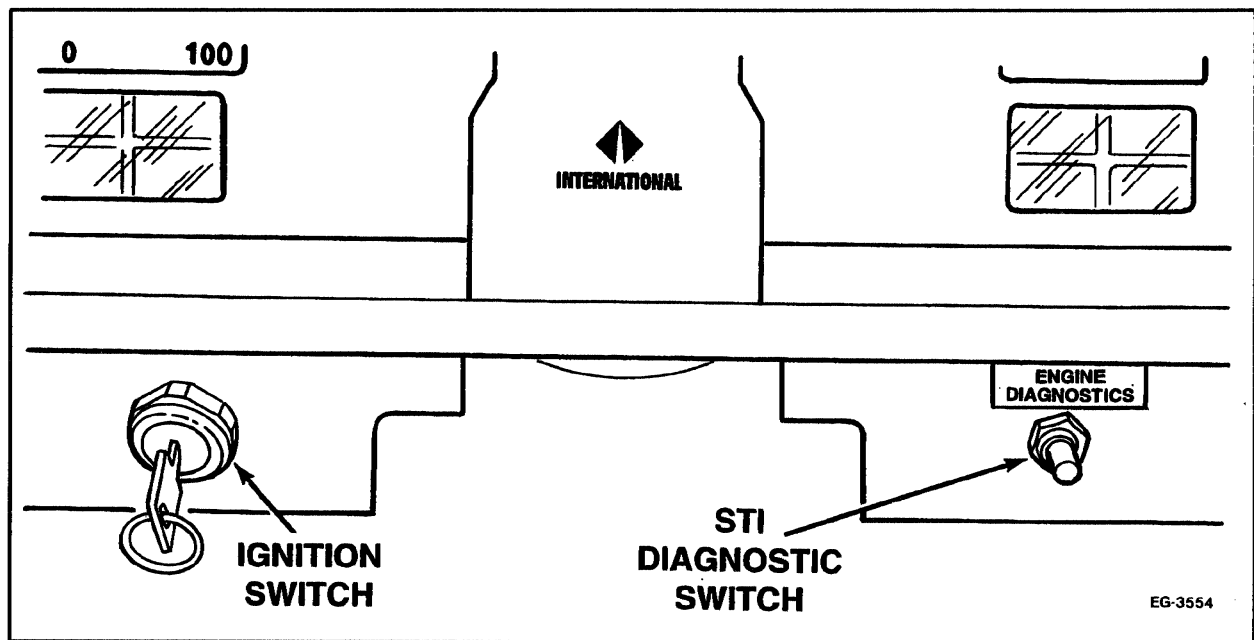 0 100
INTERNATIONAL
ENGINE
DIAGNOSTICS
IGNITION
SWITCH
STI
DIAGNOSTIC
SWITCH
EG-3554